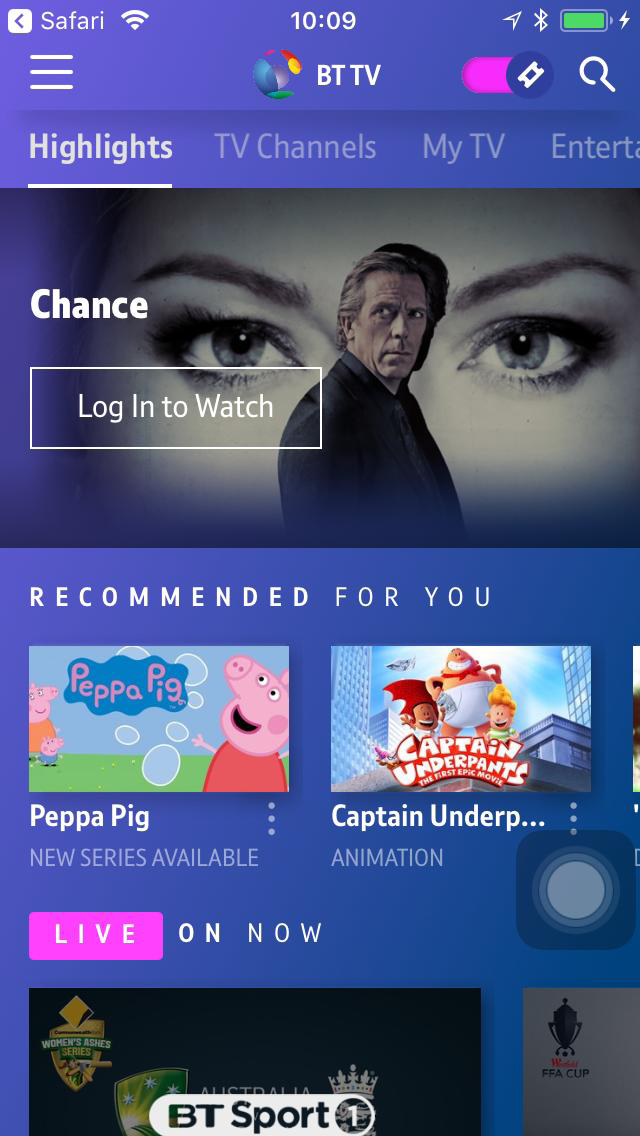 Safari
10:09
BT TV
Highlights
TV Channels
My TV
Enterta
Chance
Log In to Watch
RECOMMENDED FOR YOU
Peppa Pig
CAPTAIN
UNDERPANTS
THE FIRST EPIC MOVIE
Peppa Pig
Captain Underp...
NEW SERIES AVAILABLE
ANIMATION
LIVE ON NOW
CommonwealthBank
WOMEN'S ASHES
SERIES
AUSTRALIA
BT Sport 1
Westfield
FFA CUP